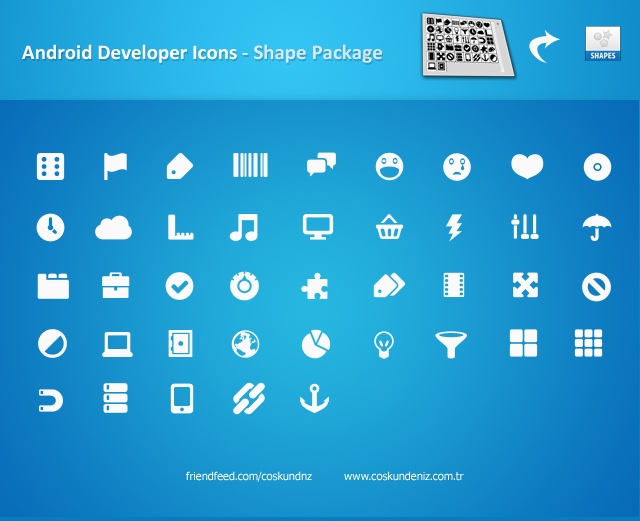 Android Developer Icons - Shape Package
SHAPES
friendfeed.com/coskundnz www.coskundeniz.com.tr